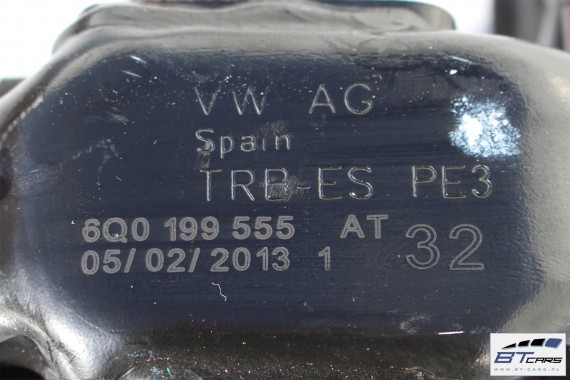 VW AG
Spain
TRB-ES PE3
6Q0 199 555 AT 32
05/02/2013 1
BT CARS
WWW.BT-CARS.PL